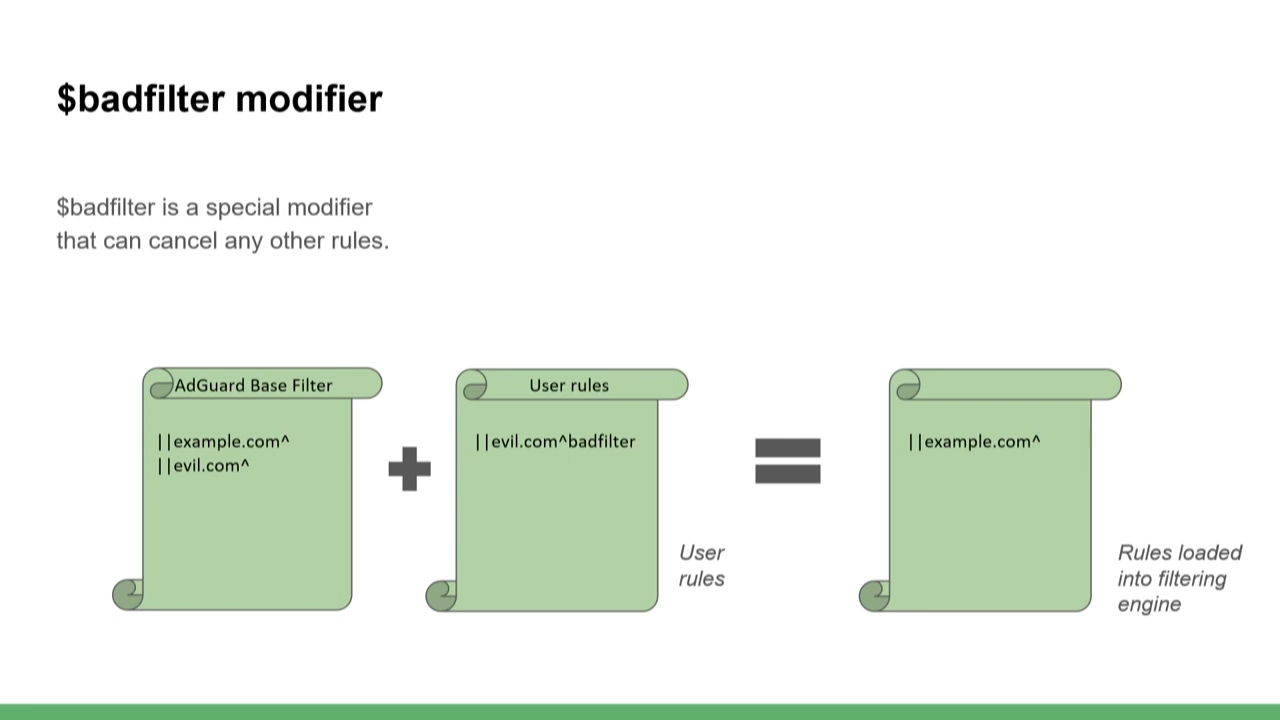 $badfilter modifier
$badfilter is a special modifier
that can cancel any other rules.
AdGuard Base Filter
||example.com^
||evil.com^
User rules
||evil.com^badfilter
User
rules
||example.com^
Rules loaded
into filtering
engine